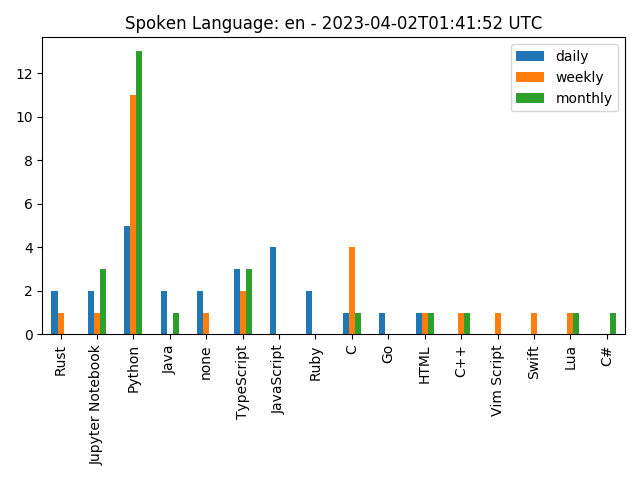 Spoken Language: en - 2023-04-02T01:41:52 UTC
daily
weekly
monthly
12
10
8
6
4
2
0
Rust
Jupyter Notebook
Python
Java
none
TypeScript
JavaScript
Ruby
C
Go
HTML
C++
Vim Script
Swift
Lua
C#